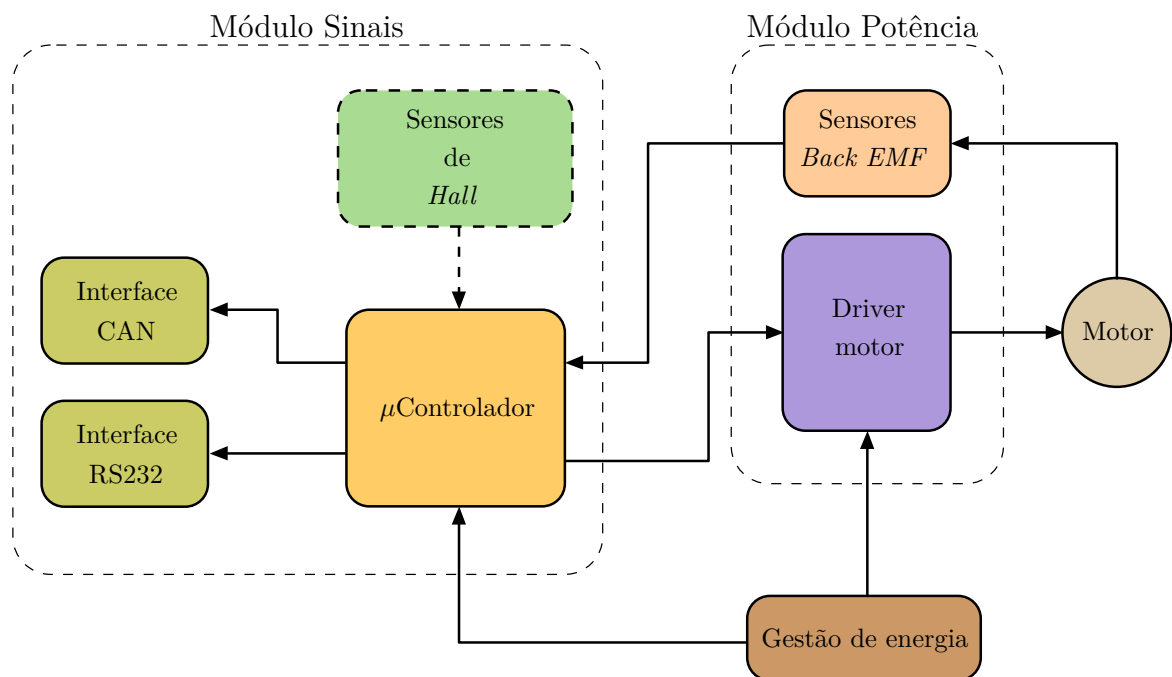 Módulo Sinais
Módulo Potência
Sensores
de
Hall
Sensores
Back EMF
Interface
CAN
Driver
motor
Motor
μControlador
Interface
RS232
Gestão de energia